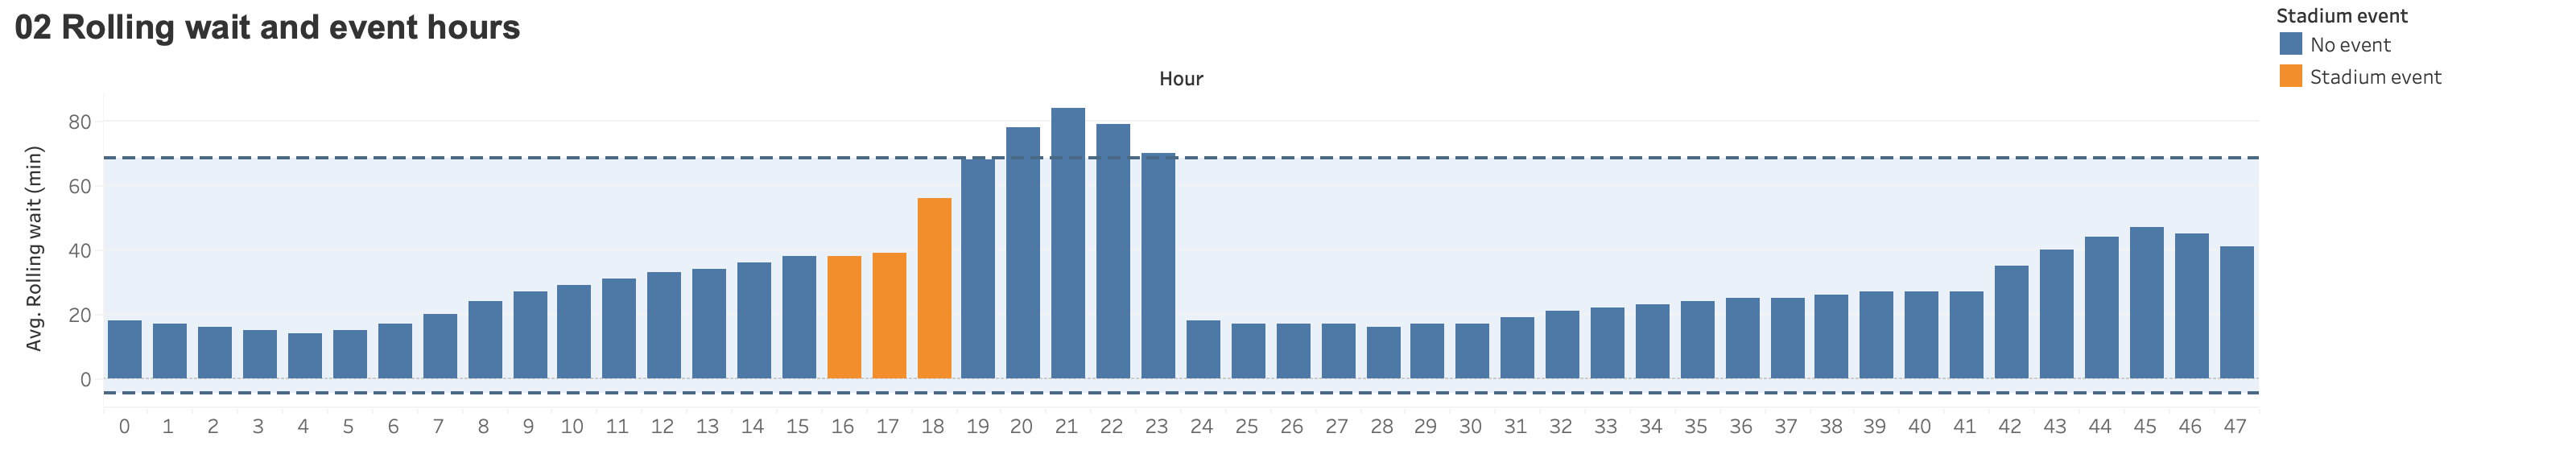 02 Rolling wait and event hours
Stadium event
No event
Stadium event
Hour
Avg. Rolling wait (min)
80
60
40
20
0
0 1 2 3 4 5 6 7 8 9 10 11 12 13 14 15 16 17 18 19 20 21 22 23 24 25 26 27 28 29 30 31 32 33 34 35 36 37 38 39 40 41 42 43 44 45 46 47